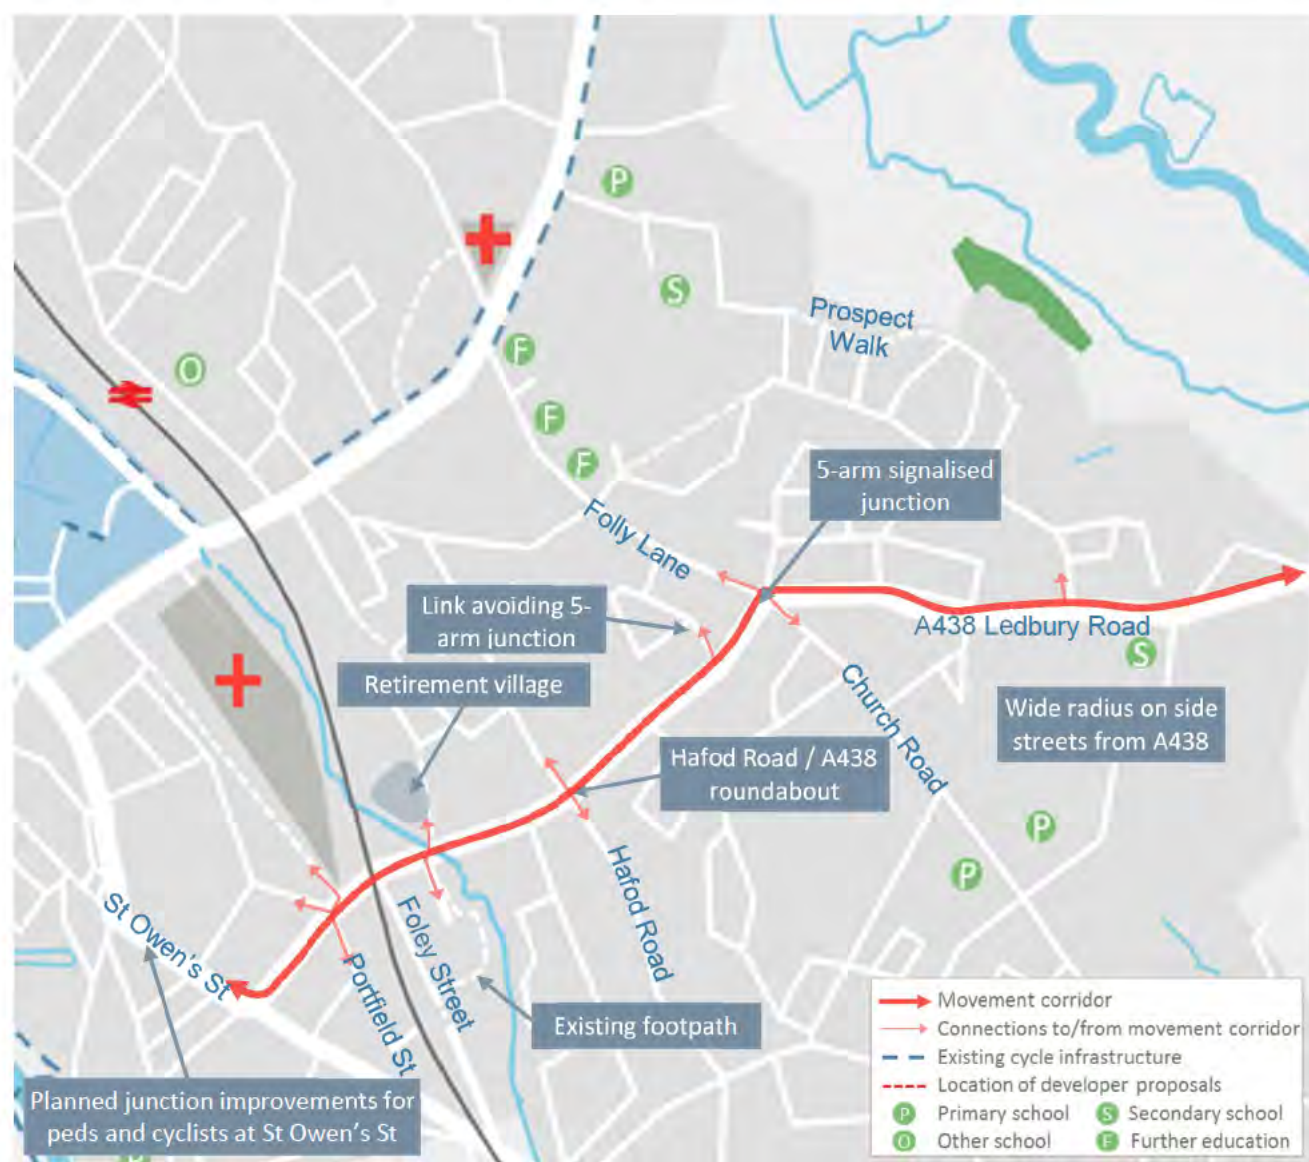 P
S
F
O
F
F
Prospect
Walk
5-arm signalised
junction
Folly Lane
Link avoiding 5-
arm junction
A438 Ledbury Road
S
Retirement village
Church Road
Wide radius on side
streets from A438
Hafod Road / A438
roundabout
P
P
Hafod Road
St Owen's St
Foley Street
Portfield St
Existing footpath
Planned junction improvements for
peds and cyclists at St Owen's St
Movement corridor
Connections to/from movement corridor
Existing cycle infrastructure
Location of developer proposals
P Primary school S Secondary school
O Other school F Further education